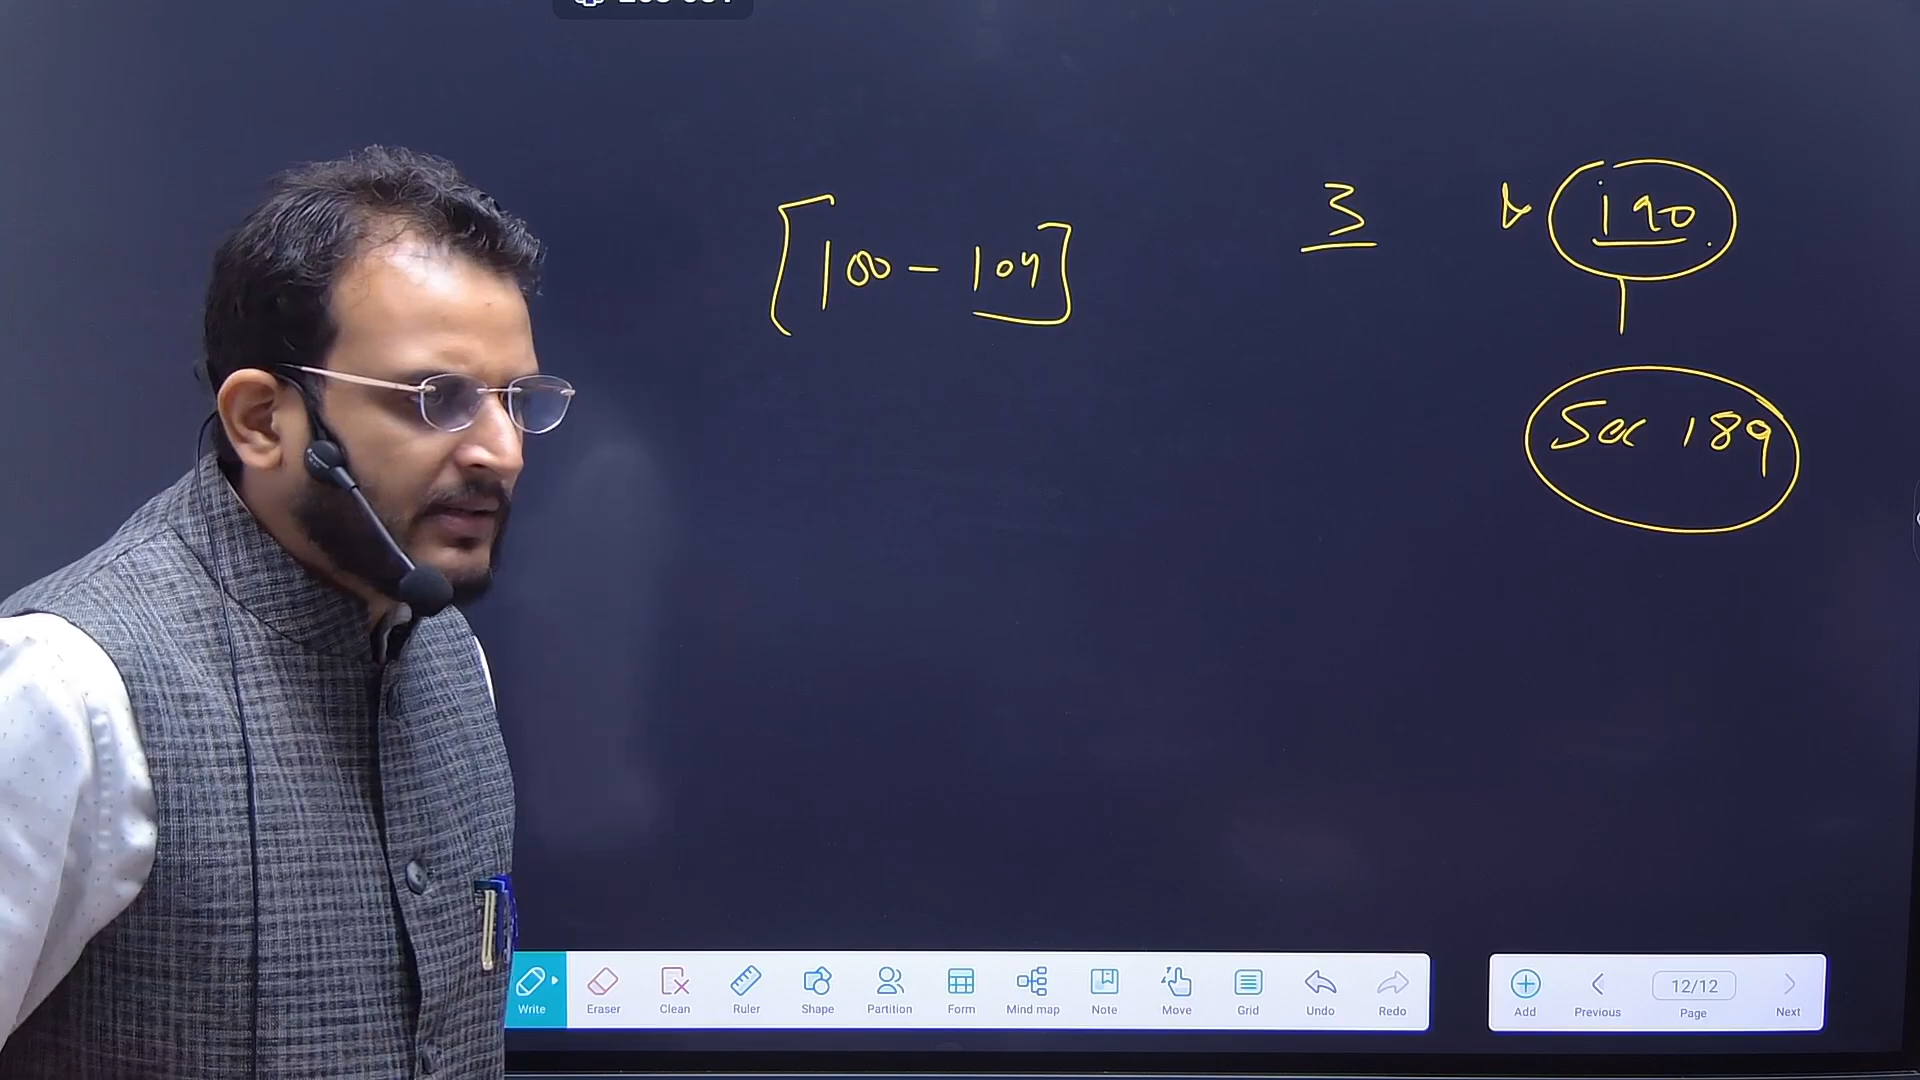 3
190
[100 - 104]
Sec 189
Write
Eraser
Clean
Ruler
Shape
Partition
Form
Mind map
Note
Move
Grid
Undo
Redo
Add
Previous
12/12
Page
Next